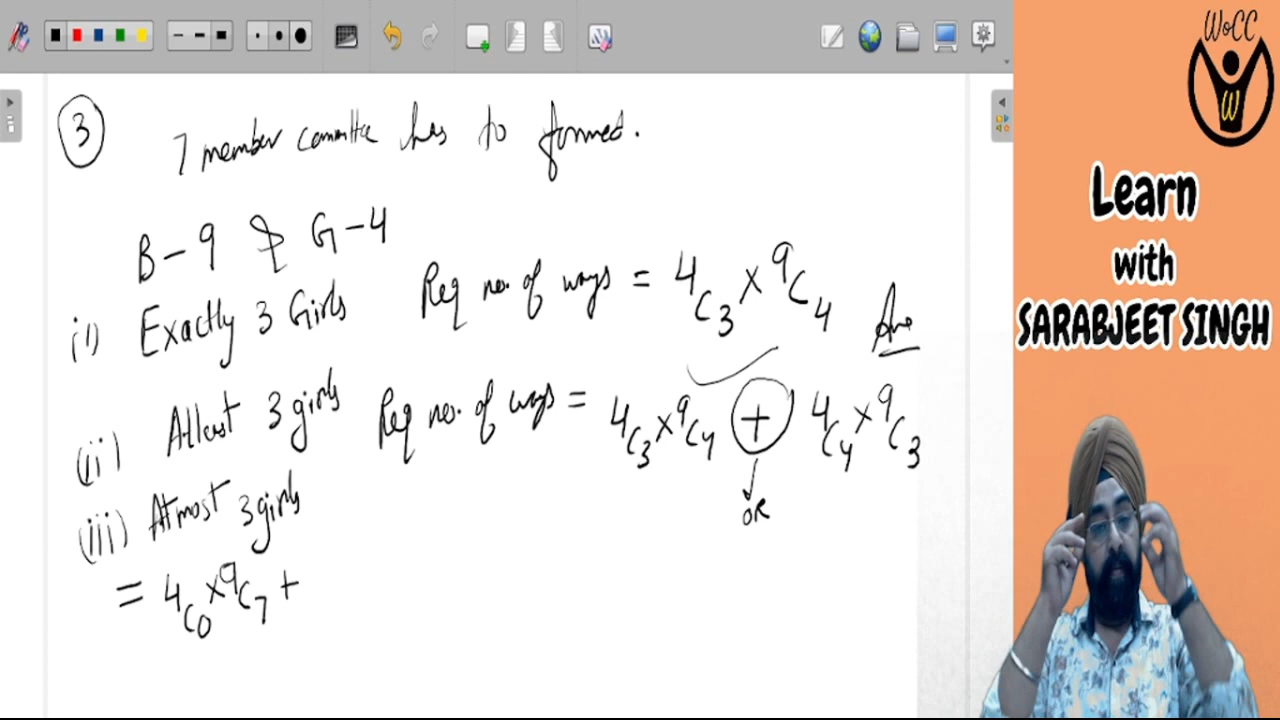 3 7 member committee has to formed.
B - 9 & G - 4
i) Exactly 3 Girls Req no. of ways = 4C3 × 9C4 Ans
(ii) Atleast 3 girls Req no. of ways = 4C3 × 9C4 + 4C4 × 9C3
OR
(iii) Atmost 3 girls
= 4C0 × 9C7 +
WoCC
W
Learn
with
SARABJEET SINGH